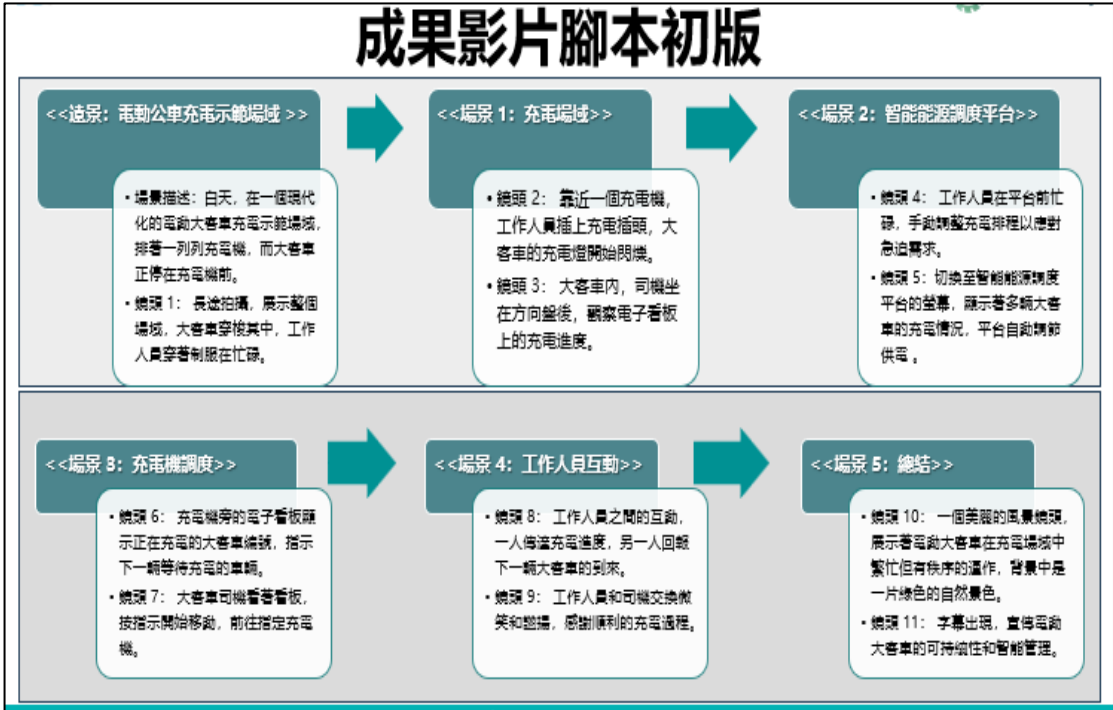 成果影片腳本初版
<<遠景：電動公車充電示範場域 >>
• 場景描述：白天，在一個現代
化的電動大客車充電示範場域，
排著一列列充電機，而大客車
正停在充電機前。
• 鏡頭 1： 長途拍攝，展示整個
場域，大客車穿梭其中，工作
人員穿著制服在忙碌。
<<場景 1：充電場域>>
• 鏡頭 2： 靠近一個充電機，
工作人員插上充電插頭，大
客車的充電燈開始閃爍。
• 鏡頭 3： 大客車內，司機坐
在方向盤後，觀察電子看板
上的充電進度。
<<場景 2：智能能源調度平台>>
• 鏡頭 4： 工作人員在平台前忙
碌，手動調整充電排程以應對
急迫需求。
• 鏡頭 5：切換至智能能源調度
平台的螢幕，顯示著多輛大客
車的充電情況，平台自動調節
供電 。
<<場景 3：充電機調度>>
• 鏡頭 6： 充電機旁的電子看板顯
示正在充電的大客車編號，指示
下一輛等待充電的車輛。
• 鏡頭 7： 大客車司機看著看板，
按指示開始移動，前往指定充電
機。
<<場景 4：工作人員互動>>
• 鏡頭 8： 工作人員之間的互動，
一人傳遞充電進度，另一人回報
下一輛大客車的到來。
• 鏡頭 9： 工作人員和司機交換微
笑和鼓揚，感謝順利的充電過程。
<<場景 5：總結>>
• 鏡頭 10： 一個美麗的風景鏡頭，
展示著電動大客車在充電場域中
繁忙但有秩序的運作，背景中是
一片綠色的自然景色。
• 鏡頭 11： 字幕出現，宣傳電動
大客車的可持續性和智能管理。